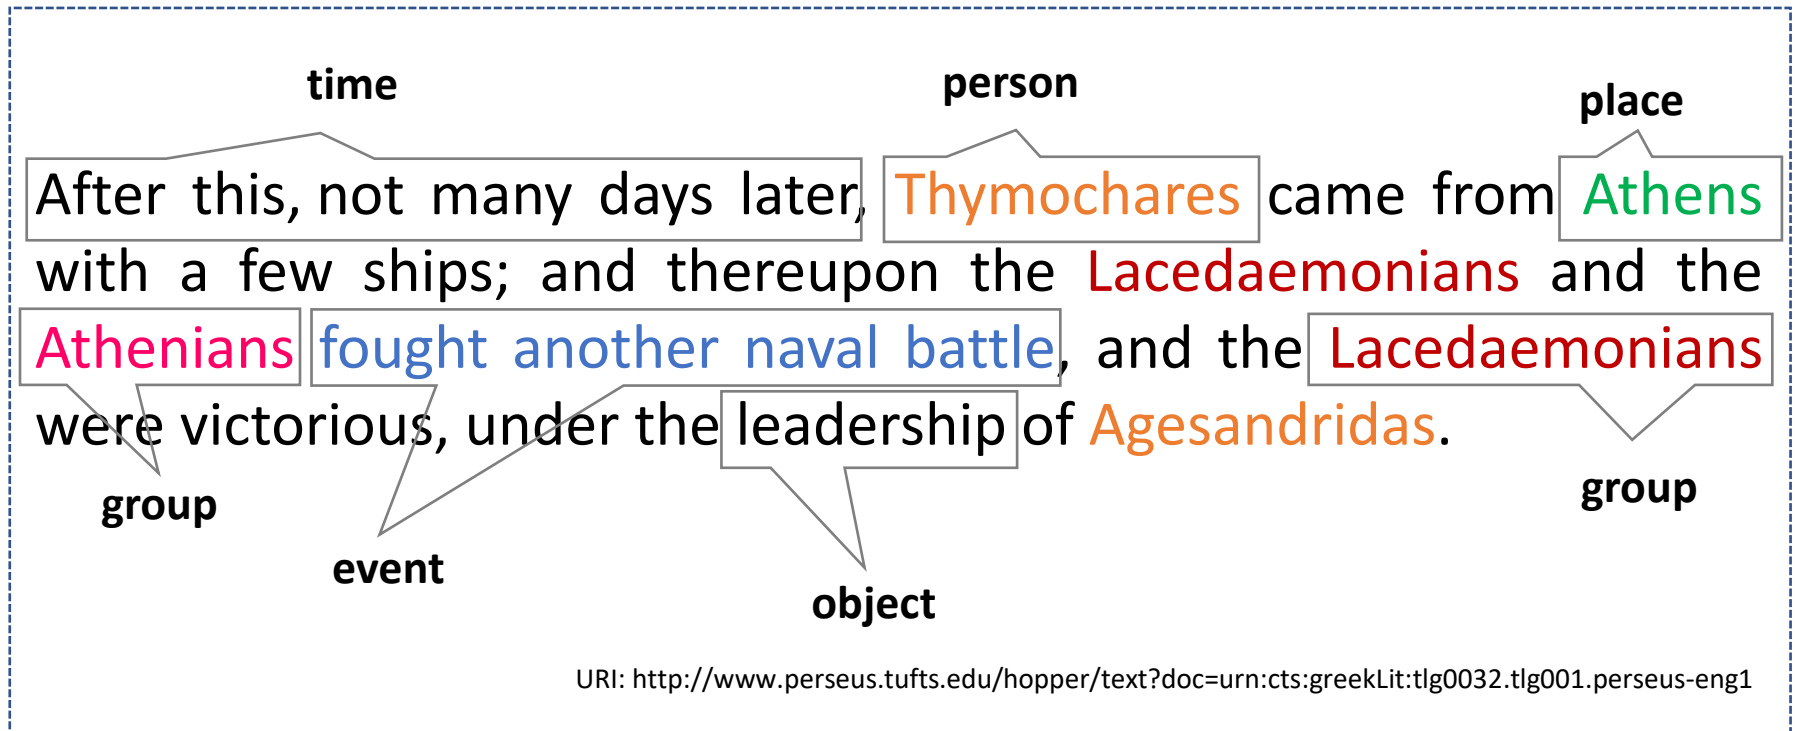 time
person
place
After this, not many days later, Thymochares came from Athens
with a few ships; and thereupon the Lacedaemonians and the
Athenians fought another naval battle, and the Lacedaemonians
were victorious, under the leadership of Agesandridas.
group
group
event
object
URI: http://www.perseus.tufts.edu/hopper/text?doc=urn:cts:greekLit:tlg0032.tlg001.perseus-eng1